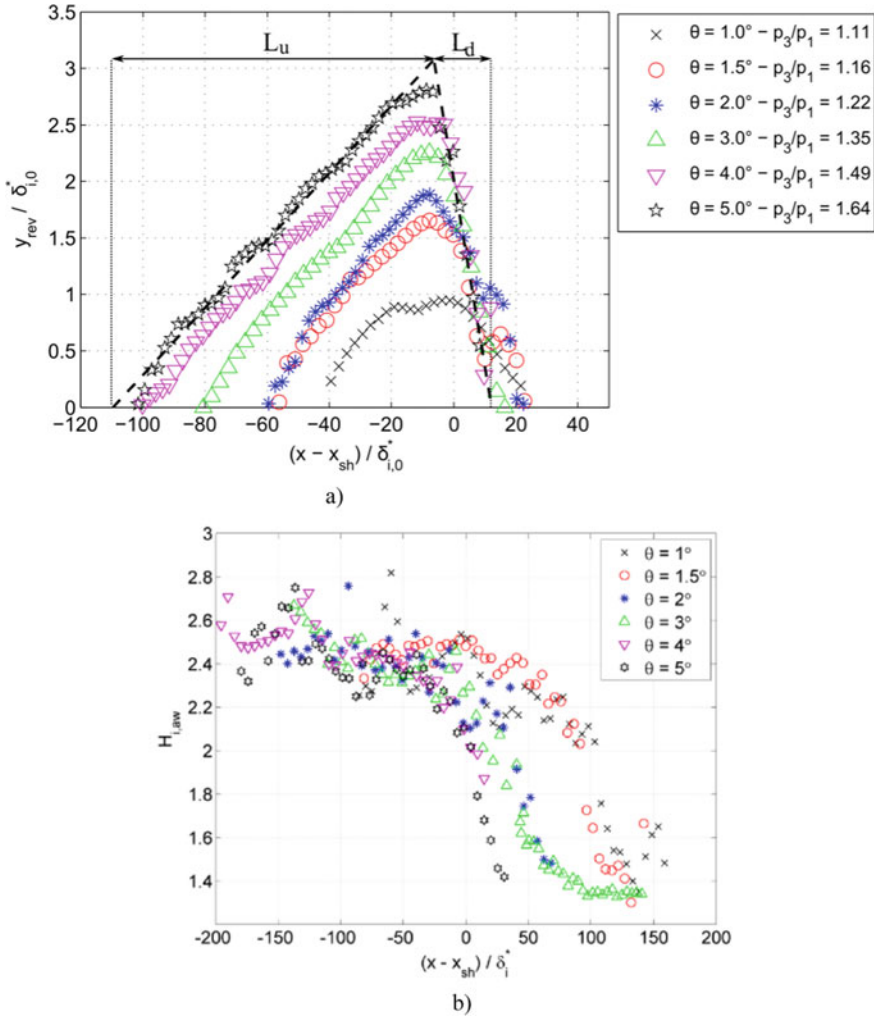 L_u
L_d
3.5
3
2.5
2
1.5
1
0.5
0
y_rev / δ*_i,0
−120 −100 −80 −60 −40 −20 0 20 40
(x − x_sh) / δ*_i,0
θ = 1.0° − p_3/p_1 = 1.11
θ = 1.5° − p_3/p_1 = 1.16
θ = 2.0° − p_3/p_1 = 1.22
θ = 3.0° − p_3/p_1 = 1.35
θ = 4.0° − p_3/p_1 = 1.49
θ = 5.0° − p_3/p_1 = 1.64
a)
3
2.8
2.6
2.4
2.2
2
1.8
1.6
1.4
H_i,aw
θ = 1°
θ = 1.5°
θ = 2°
θ = 3°
θ = 4°
θ = 5°
-200 -150 -100 -50 0 50 100 150 200
(x - x_sh) / δ*_i
b)